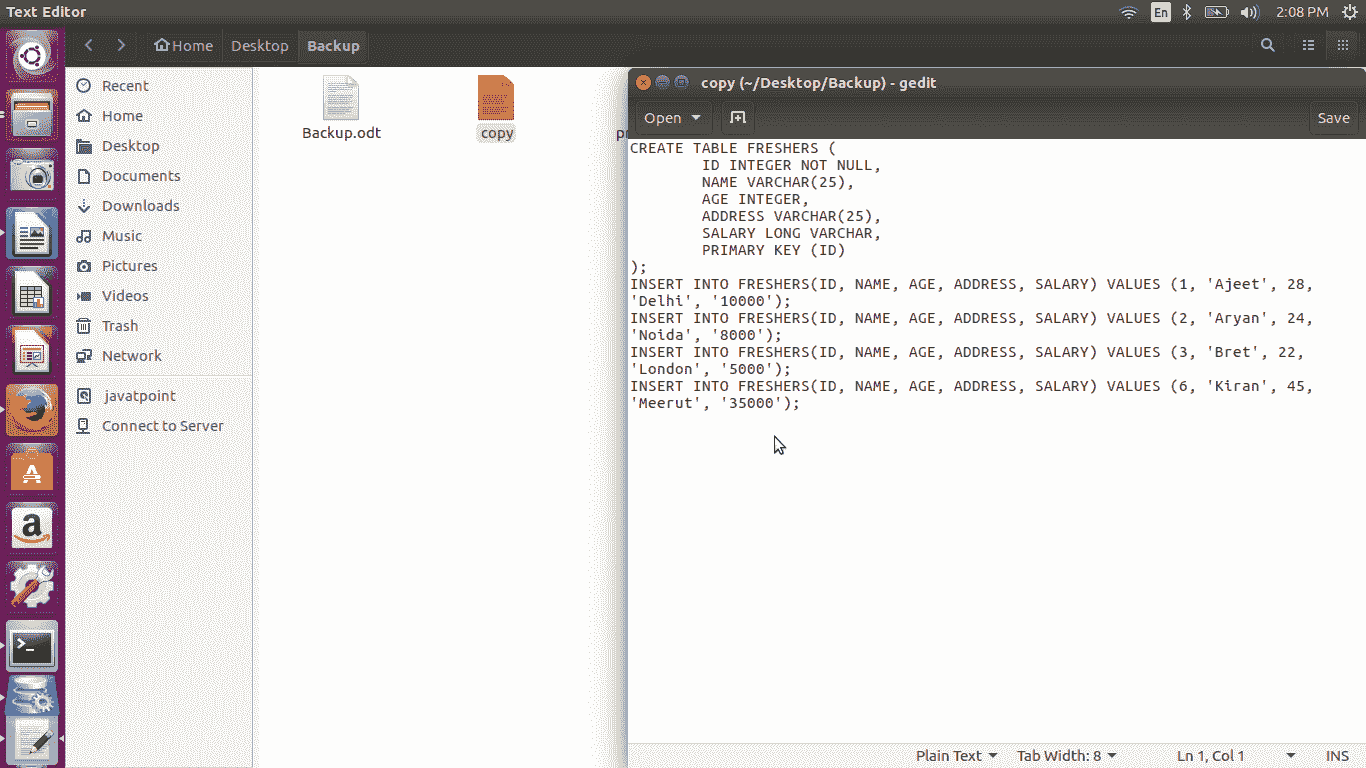 Text Editor
En
2:08 PM
Home
Desktop
Backup
Recent
Home
Desktop
Documents
Downloads
Music
Pictures
Videos
Trash
Network
javatpoint
Connect to Server
Backup.odt
copy
copy (~/Desktop/Backup) - gedit
Open
Save
CREATE TABLE FRESHERS (
ID INTEGER NOT NULL,
NAME VARCHAR(25),
AGE INTEGER,
ADDRESS VARCHAR(25),
SALARY LONG VARCHAR,
PRIMARY KEY (ID)
);
INSERT INTO FRESHERS(ID, NAME, AGE, ADDRESS, SALARY) VALUES (1, 'Ajeet', 28,
'Delhi', '10000');
INSERT INTO FRESHERS(ID, NAME, AGE, ADDRESS, SALARY) VALUES (2, 'Aryan', 24,
'Noida', '8000');
INSERT INTO FRESHERS(ID, NAME, AGE, ADDRESS, SALARY) VALUES (3, 'Bret', 22,
'London', '5000');
INSERT INTO FRESHERS(ID, NAME, AGE, ADDRESS, SALARY) VALUES (6, 'Kiran', 45,
'Meerut', '35000');
Plain Text
Tab Width: 8
Ln 1, Col 1
INS